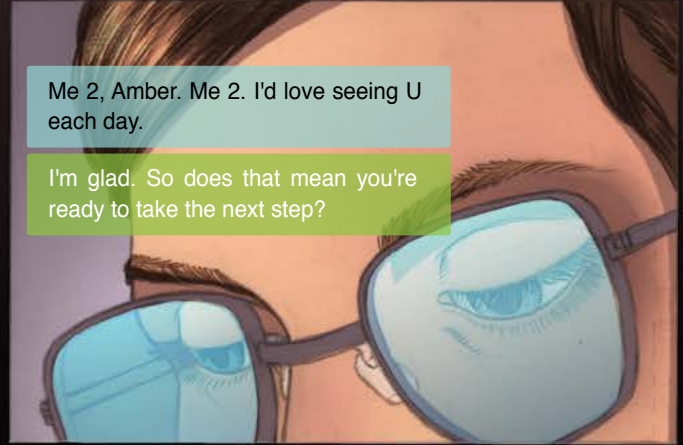 Me 2, Amber. Me 2. I'd love seeing U
each day.
I'm glad. So does that mean you're
ready to take the next step?